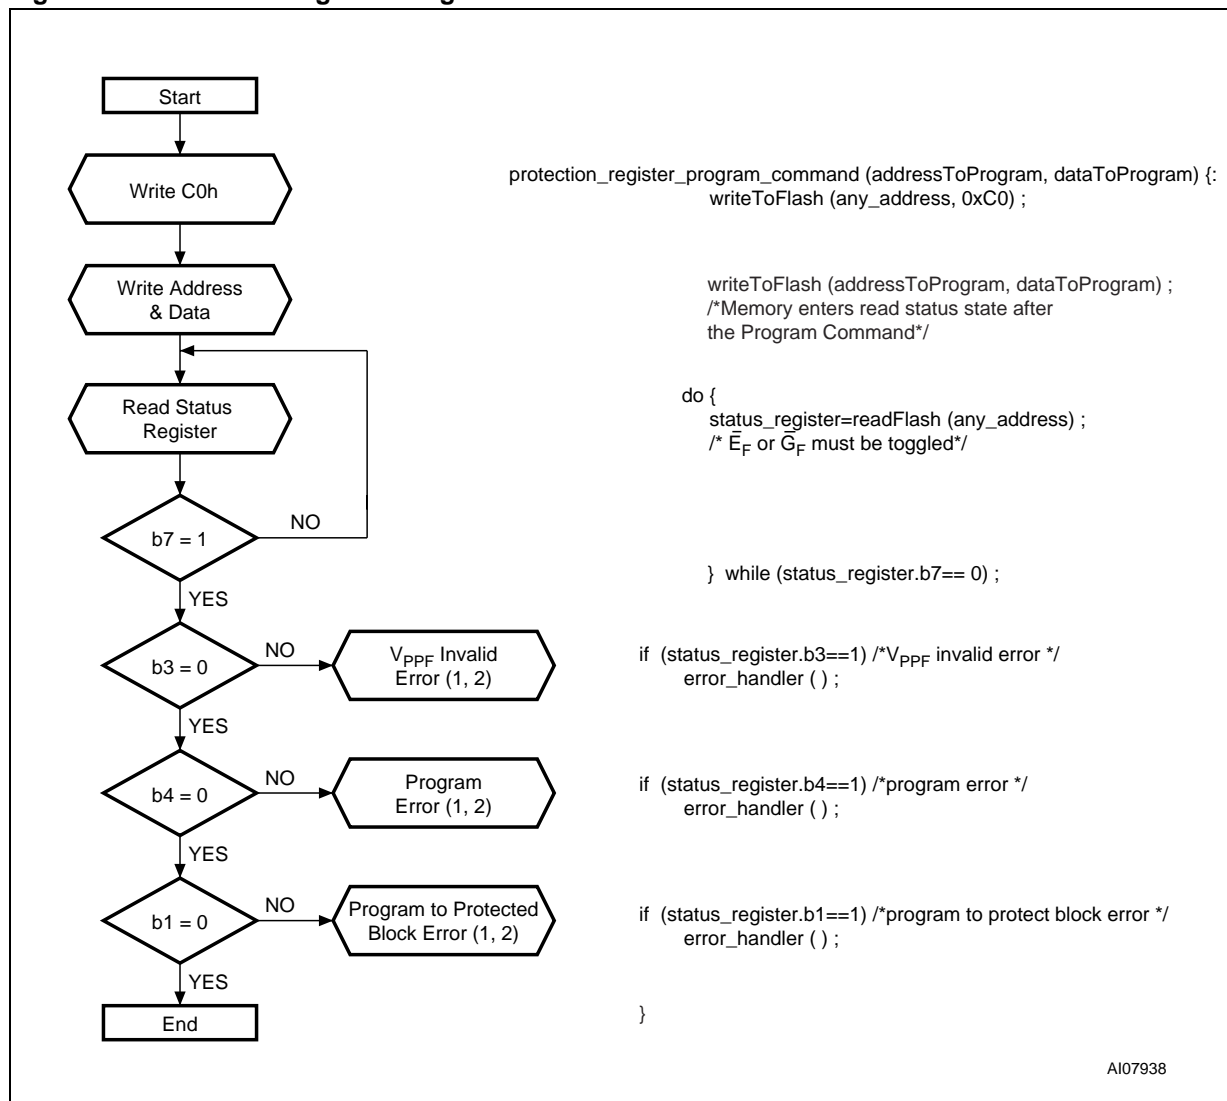 Start
Write C0h
protection_register_program_command (addressToProgram, dataToProgram) {:
writeToFlash (any_address, 0xC0) ;
Write Address
& Data
writeToFlash (addressToProgram, dataToProgram) ;
/*Memory enters read status state after
the Program Command*/
Read Status
Register
do {
status_register=readFlash (any_address) ;
/* E̅F or G̅F must be toggled*/
b7 = 1
NO
} while (status_register.b7== 0) ;
YES
b3 = 0
NO
VPPF Invalid
Error (1, 2)
if (status_register.b3==1) /*VPPF invalid error */
error_handler ( ) ;
YES
b4 = 0
NO
Program
Error (1, 2)
if (status_register.b4==1) /*program error */
error_handler ( ) ;
YES
b1 = 0
NO
Program to Protected
Block Error (1, 2)
if (status_register.b1==1) /*program to protect block error */
error_handler ( ) ;
YES
End
}
AI07938